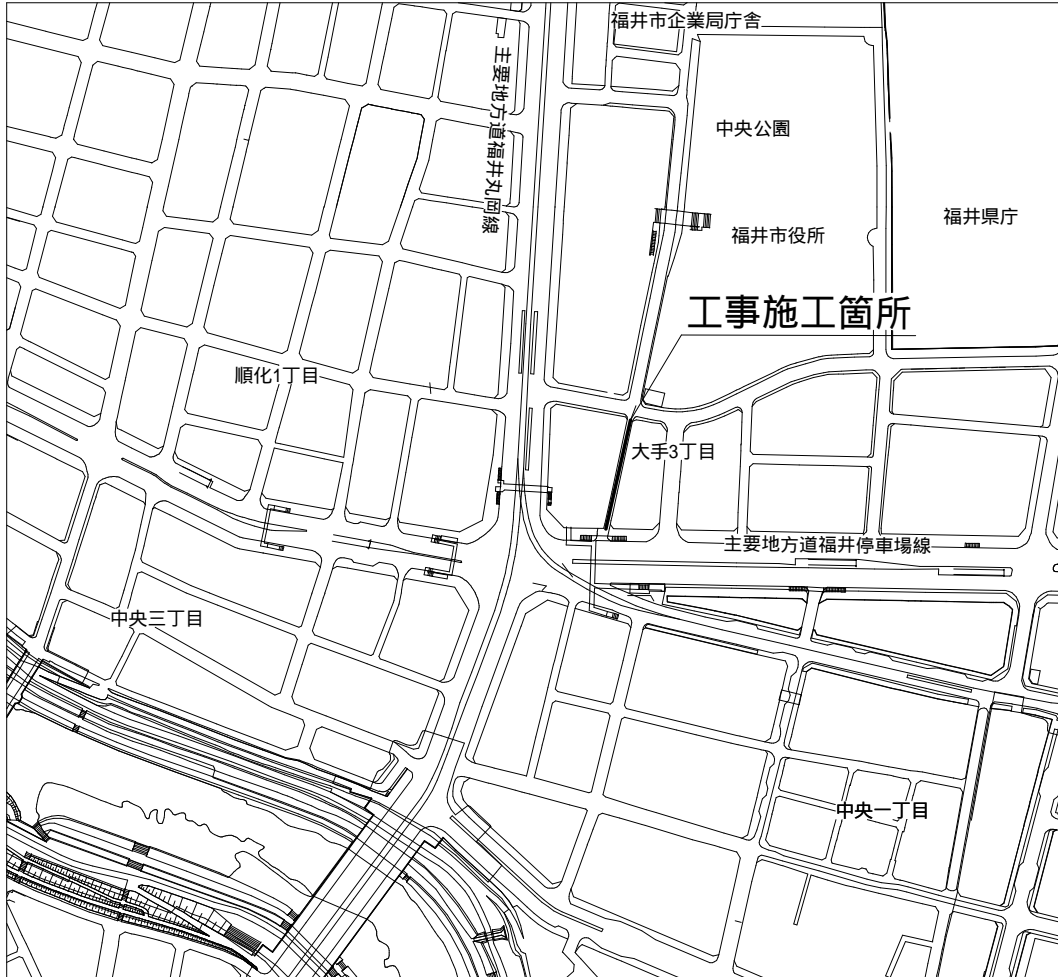 福井市企業局庁舎
主要地方道福井丸岡線
中央公園
福井県庁
福井市役所
工事施工箇所
順化1丁目
大手3丁目
主要地方道福井停車場線
中央三丁目
中央一丁目